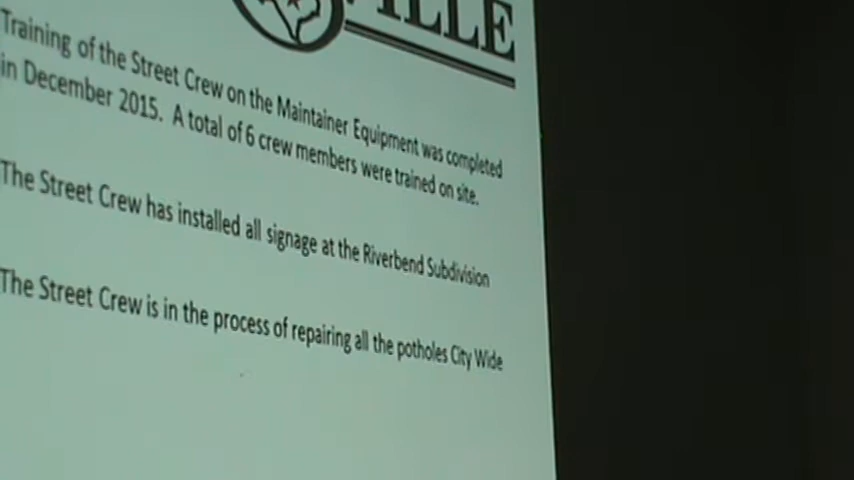 VILLE
Training of the Street Crew on the Maintainer Equipment was completed
in December 2015. A total of 6 crew members were trained on site.
The Street Crew has installed all signage at the Riverbend Subdivision
The Street Crew is in the process of repairing all the potholes City Wide